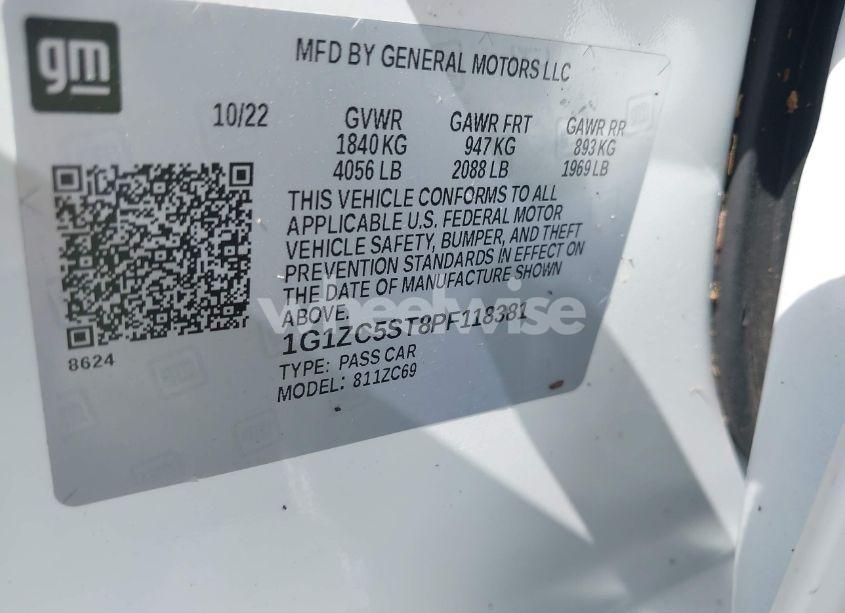 gm
MFD BY GENERAL MOTORS LLC
10/22
GVWR GAWR FRT GAWR RR
1840 KG 947 KG 893 KG
4056 LB 2088 LB 1969 LB
THIS VEHICLE CONFORMS TO ALL
APPLICABLE U.S. FEDERAL MOTOR
VEHICLE SAFETY, BUMPER, AND THEFT
PREVENTION STANDARDS IN EFFECT ON
THE DATE OF MANUFACTURE SHOWN
ABOVE.
wheelwise
1G1ZC5ST8PF118381
TYPE: PASS CAR
MODEL: 811ZC69
8624